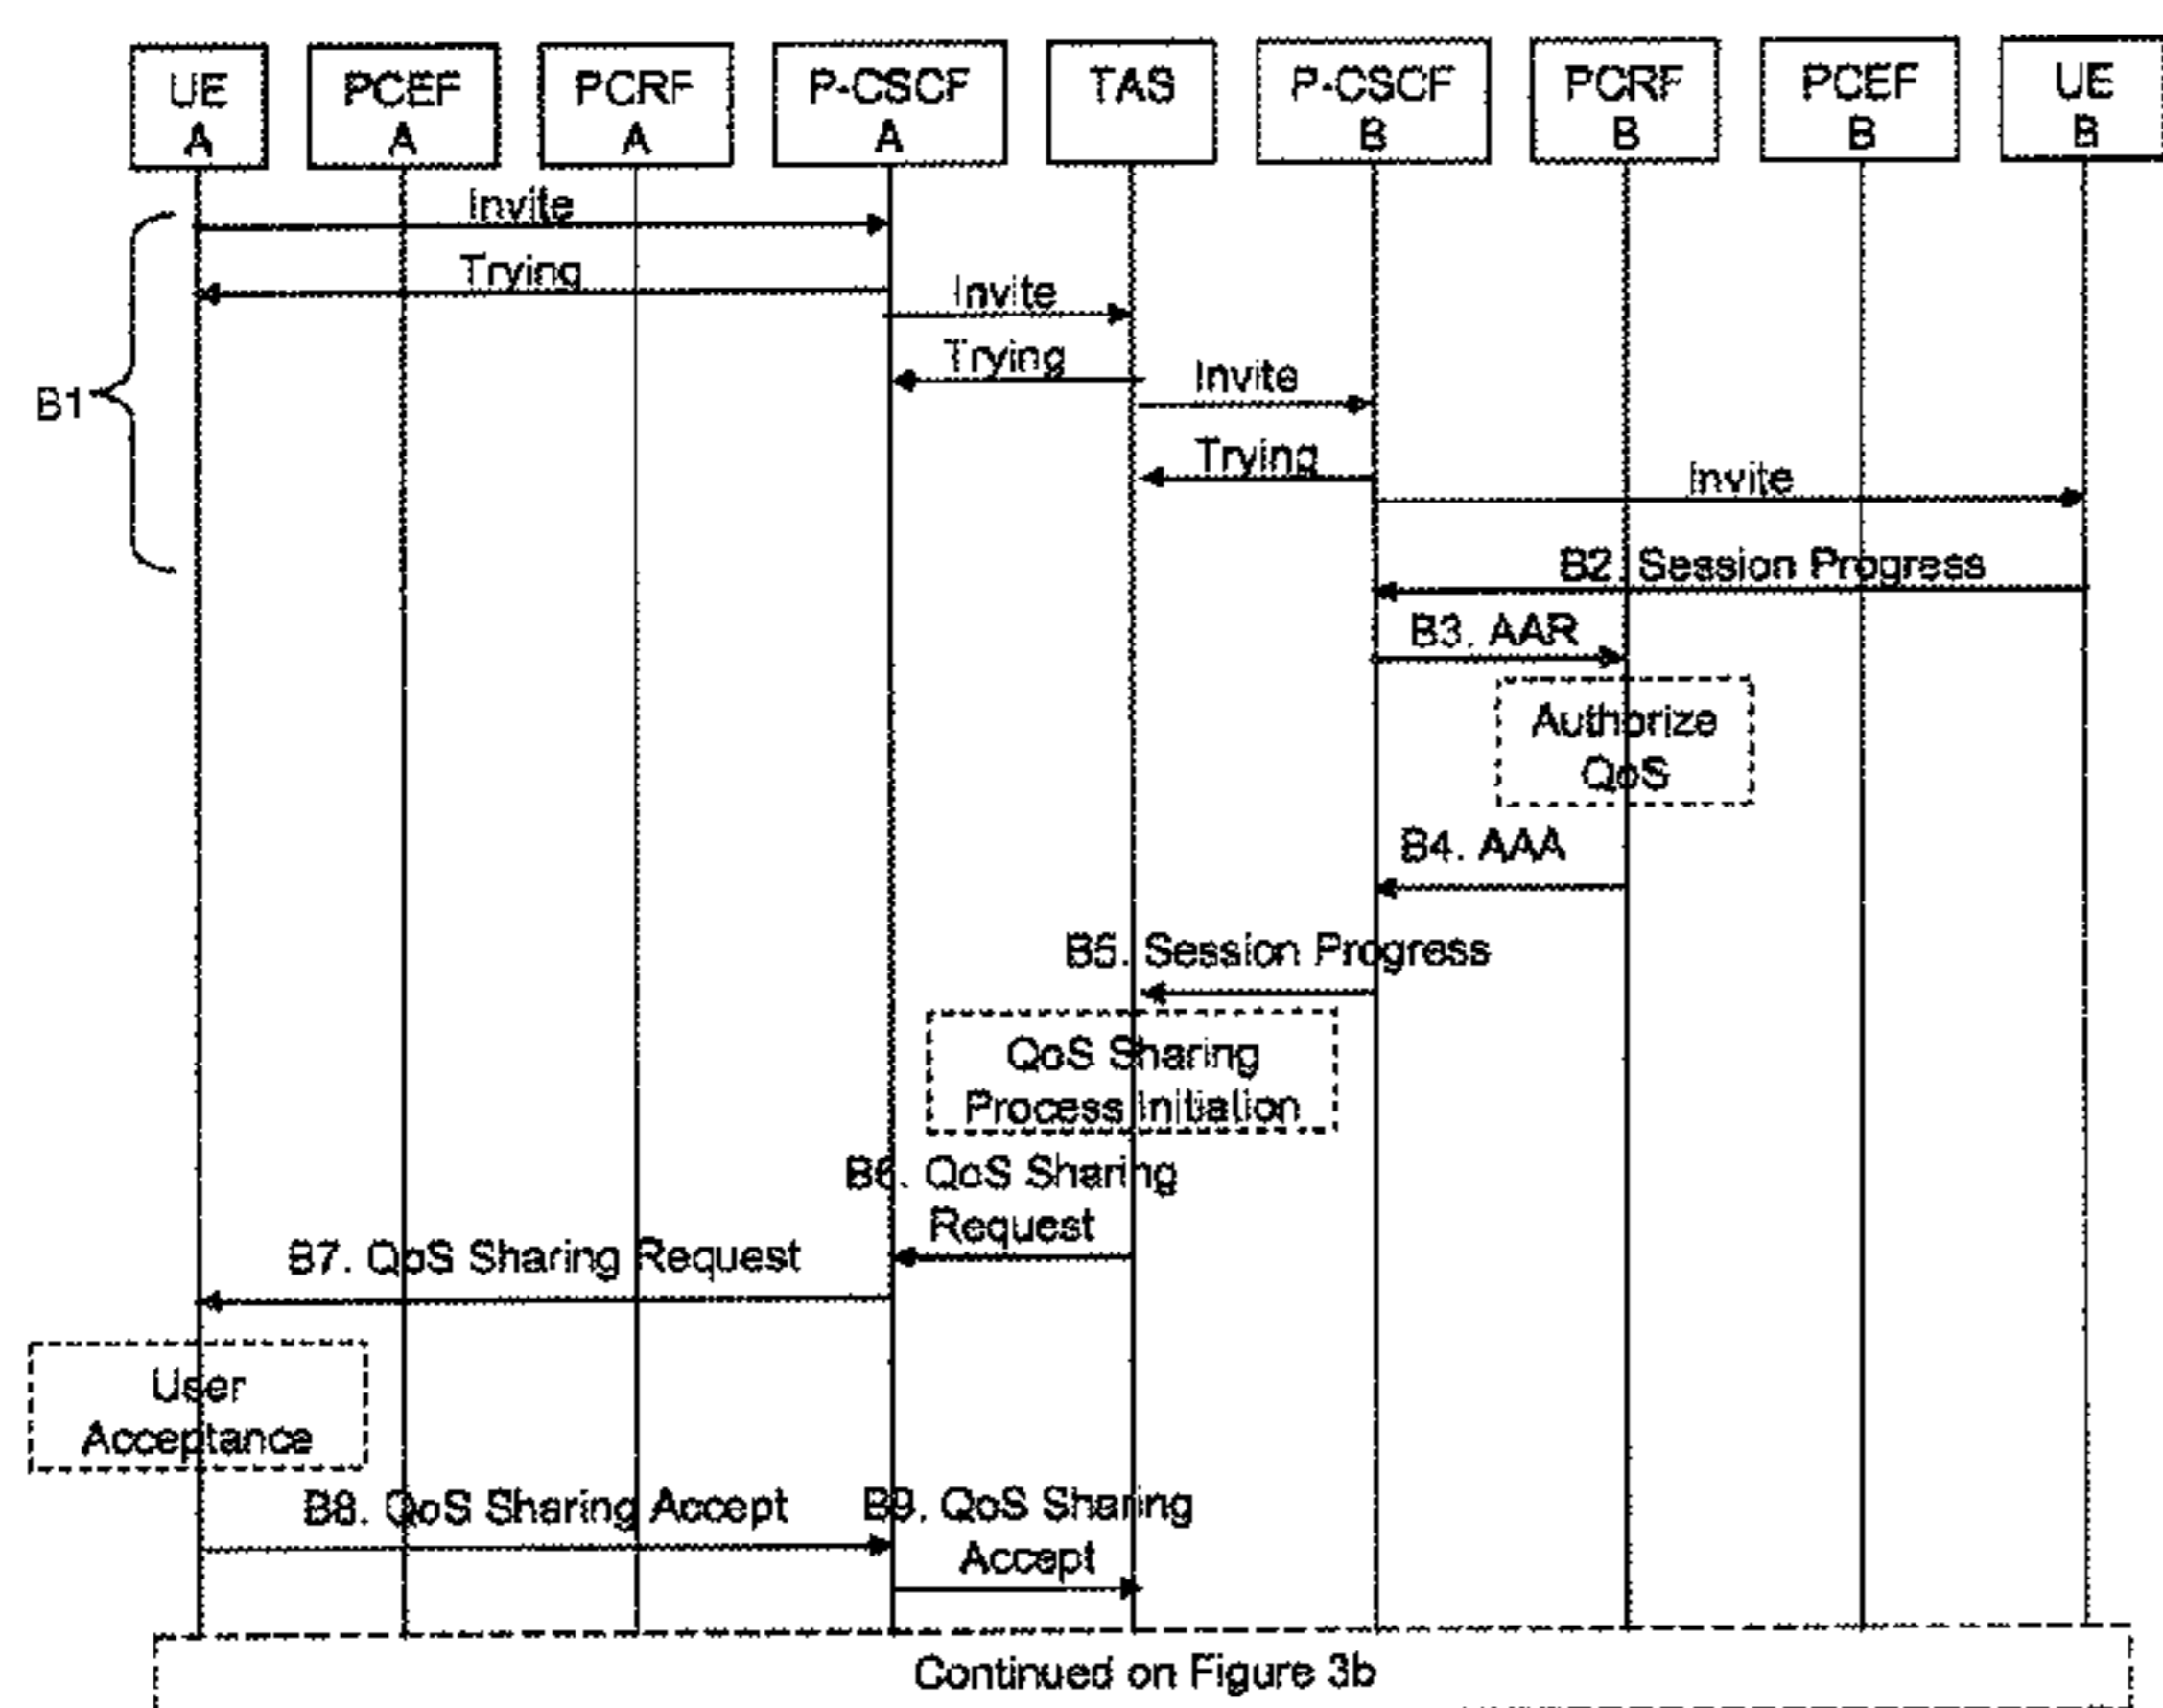 UE
A
PCEF
A
PCRF
A
P-CSCF
A
TAS
P-CSCF
B
PCRF
B
PCEF
B
UE
B
Invite
Trying
Invite
Trying
Invite
B1
Trying
Invite
B2. Session Progress
B3. AAR
Authorize
QoS
B4. AAA
B5. Session Progress
QoS Sharing
Process Initiation
B6. QoS Sharing
Request
B7. QoS Sharing Request
User
Acceptance
B8. QoS Sharing Accept
B9. QoS Sharing
Accept
Continued on Figure 3b